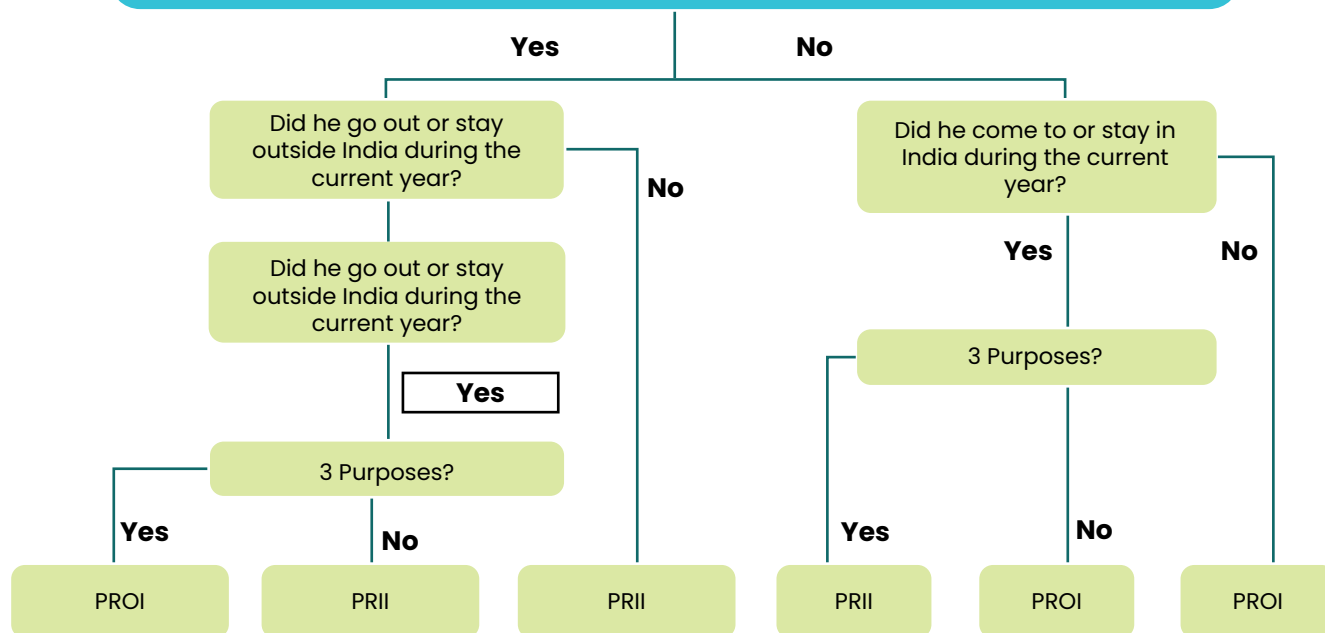 Yes
No
Did he go out or stay
outside India during the
current year?
Did he come to or stay in
India during the current
year?
No
Did he go out or stay
outside India during the
current year?
Yes
No
3 Purposes?
Yes
3 Purposes?
Yes
No
Yes
No
PROI
PRII
PRII
PRII
PROI
PROI